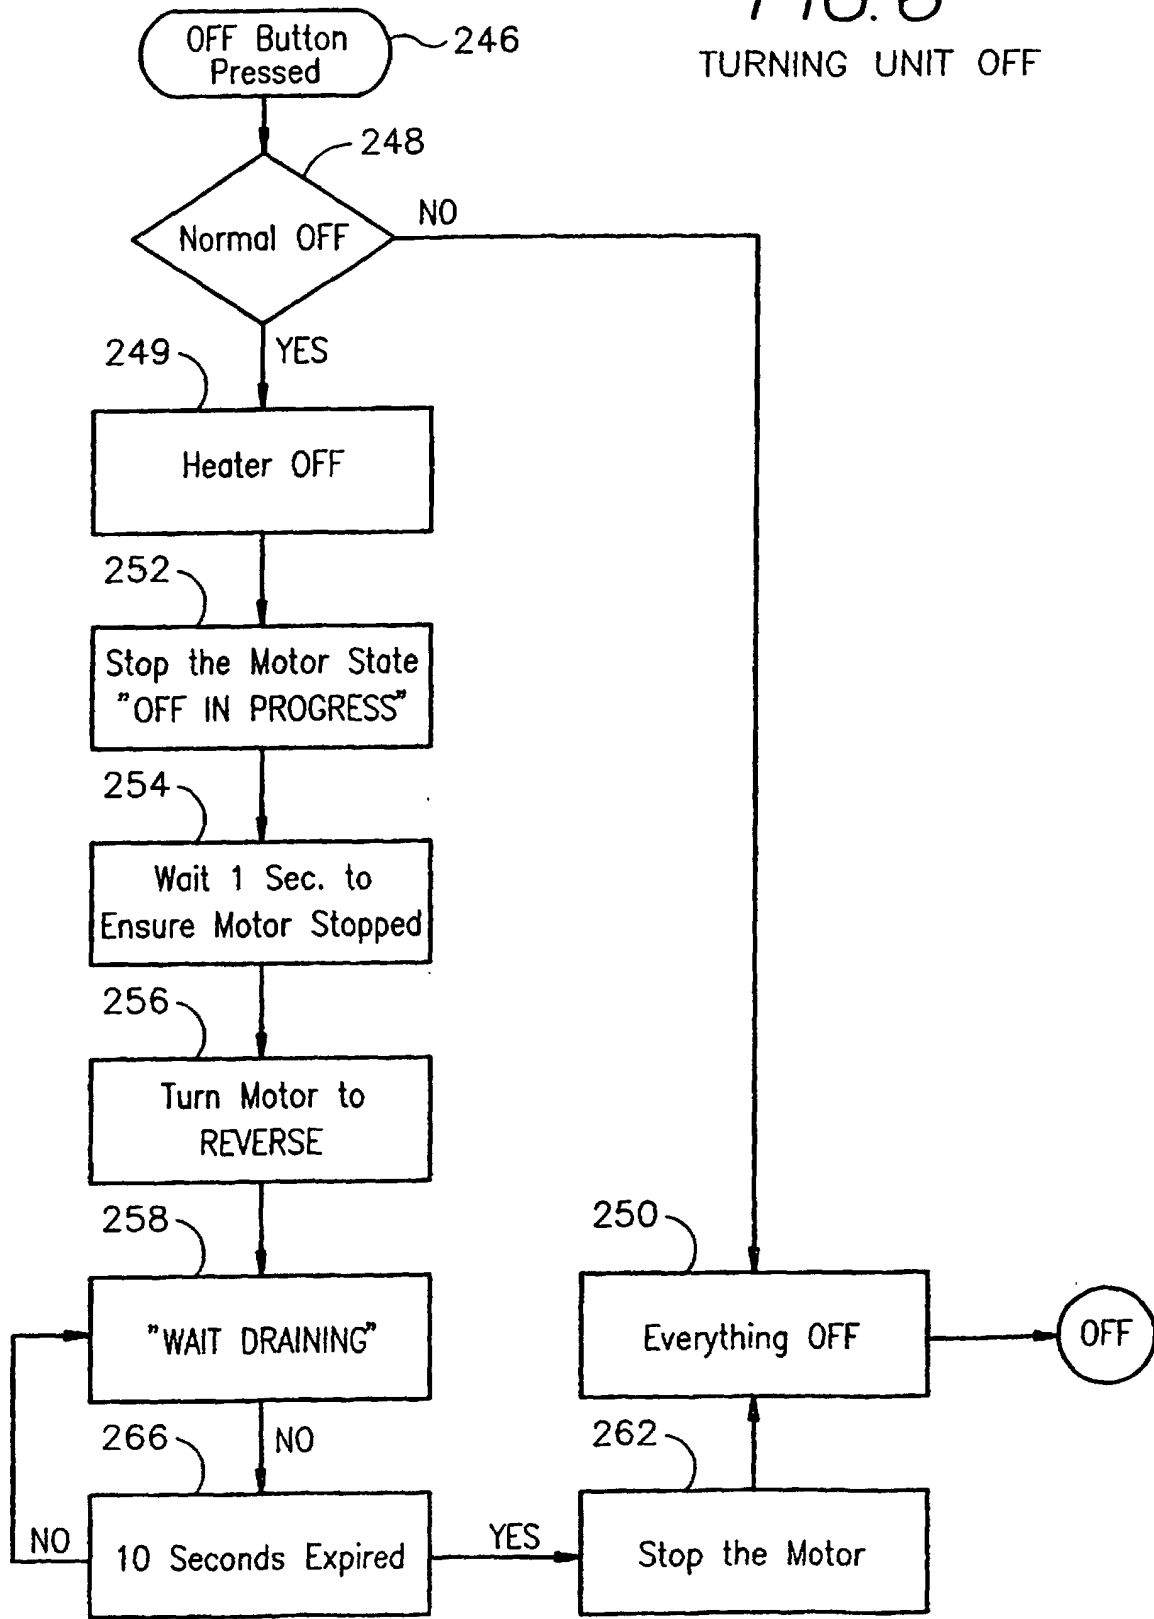 OFF Button
Pressed
246
TURNING UNIT OFF
248
Normal OFF
NO
YES
249
Heater OFF
252
Stop the Motor State
"OFF IN PROGRESS"
254
Wait 1 Sec. to
Ensure Motor Stopped
256
Turn Motor to
REVERSE
258
"WAIT DRAINING"
250
Everything OFF
OFF
NO
266
10 Seconds Expired
NO
YES
262
Stop the Motor